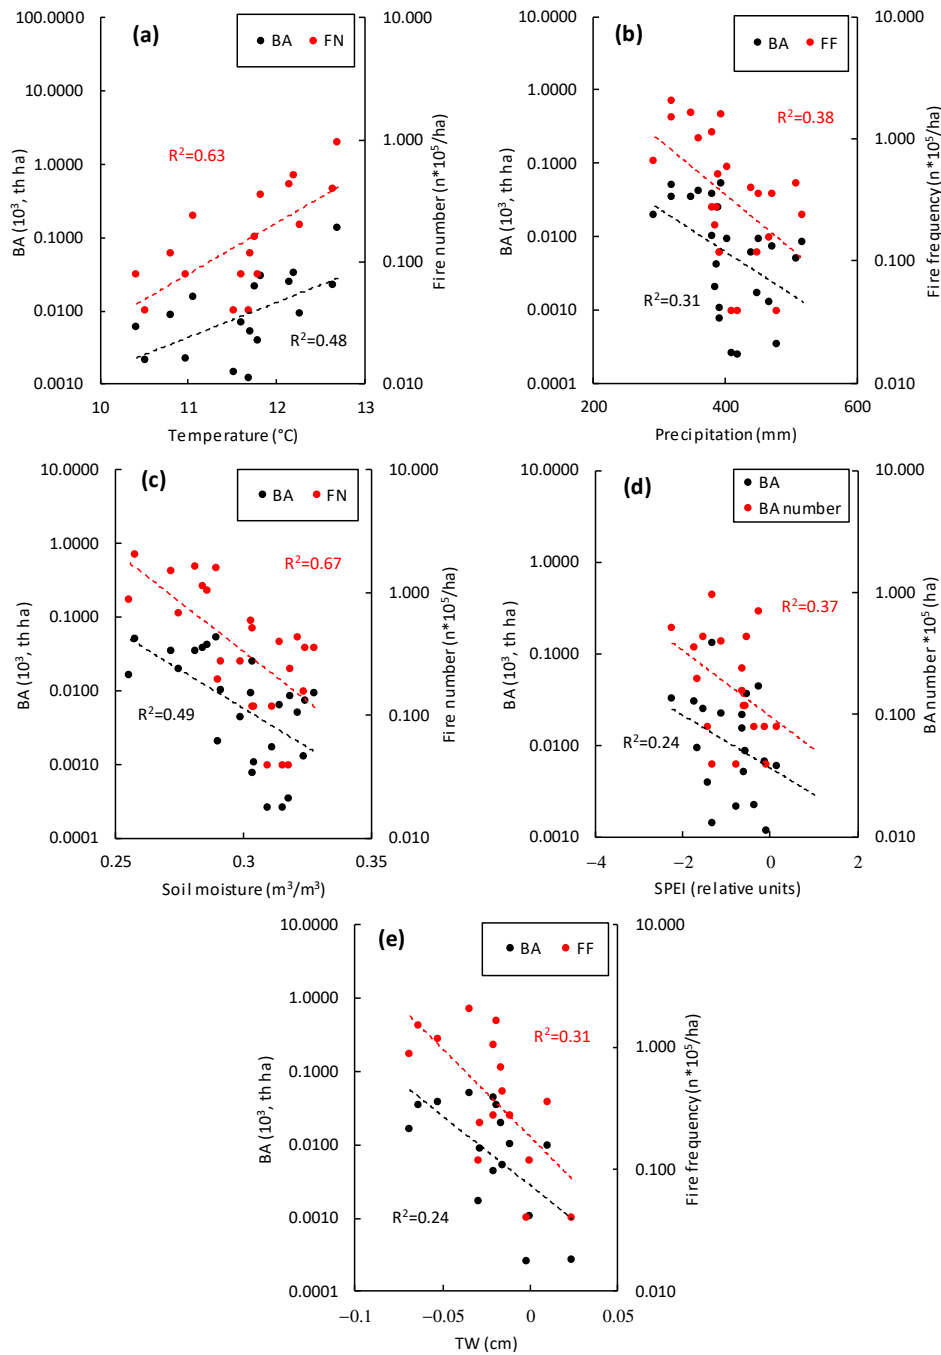 (a)
BA FN
100.0000
10.0000
1.0000
0.1000
0.0100
0.0010
BA (10³, th ha)
R²=0.63
R²=0.48
10.000
1.000
0.100
0.010
Fire number (n*10⁵/ha)
10 11 12 13
Temperature (°C)
(b)
BA FF
10.0000
1.0000
0.1000
0.0100
0.0010
0.0001
BA (10³, th ha)
R²=0.38
R²=0.31
10.000
1.000
0.100
0.010
Fire frequency (n*10⁵/ha)
200 400 600
Precipitation (mm)
(c)
BA FN
10.0000
1.0000
0.1000
0.0100
0.0010
0.0001
BA (10³, th ha)
R²=0.67
R²=0.49
10.000
1.000
0.100
0.010
Fire number (n*10⁵/ha)
0.25 0.3 0.35
Soil moisture (m³/m³)
(d)
BA
BA number
10.0000
1.0000
0.1000
0.0100
0.0010
BA (10³, th ha)
R²=0.37
R²=0.24
10.000
1.000
0.100
0.010
BA number *10⁵ (ha)
−4 −2 0 2
SPEI (relative units)
(e)
BA FF
10.0000
1.0000
0.1000
0.0100
0.0010
0.0001
BA (10³, th ha)
R²=0.31
R²=0.24
10.000
1.000
0.100
0.010
Fire frequency (n*10⁵/ha)
−0.1 −0.05 0 0.05
TW (cm)